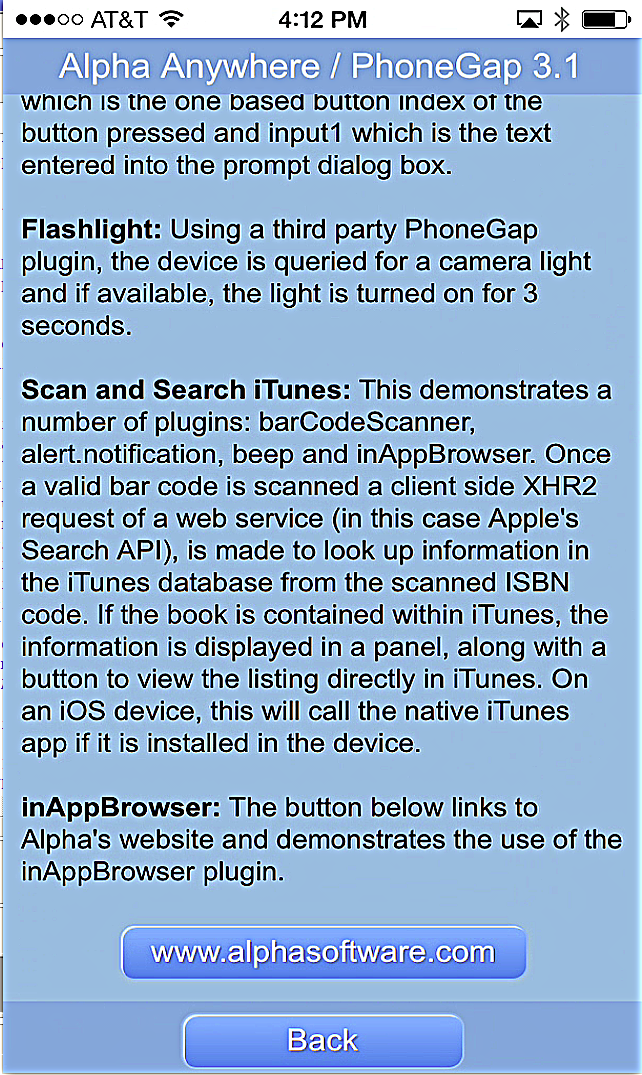 AT&T 4:12 PM
Alpha Anywhere / PhoneGap 3.1
which is the one based button index of the
button pressed and input1 which is the text
entered into the prompt dialog box.
Flashlight: Using a third party PhoneGap
plugin, the device is queried for a camera light
and if available, the light is turned on for 3
seconds.
Scan and Search iTunes: This demonstrates a
number of plugins: barCodeScanner,
alert.notification, beep and inAppBrowser. Once
a valid bar code is scanned a client side XHR2
request of a web service (in this case Apple's
Search API), is made to look up information in
the iTunes database from the scanned ISBN
code. If the book is contained within iTunes, the
information is displayed in a panel, along with a
button to view the listing directly in iTunes. On
an iOS device, this will call the native iTunes
app if it is installed in the device.
inAppBrowser: The button below links to
Alpha's website and demonstrates the use of the
inAppBrowser plugin.
www.alphasoftware.com
Back